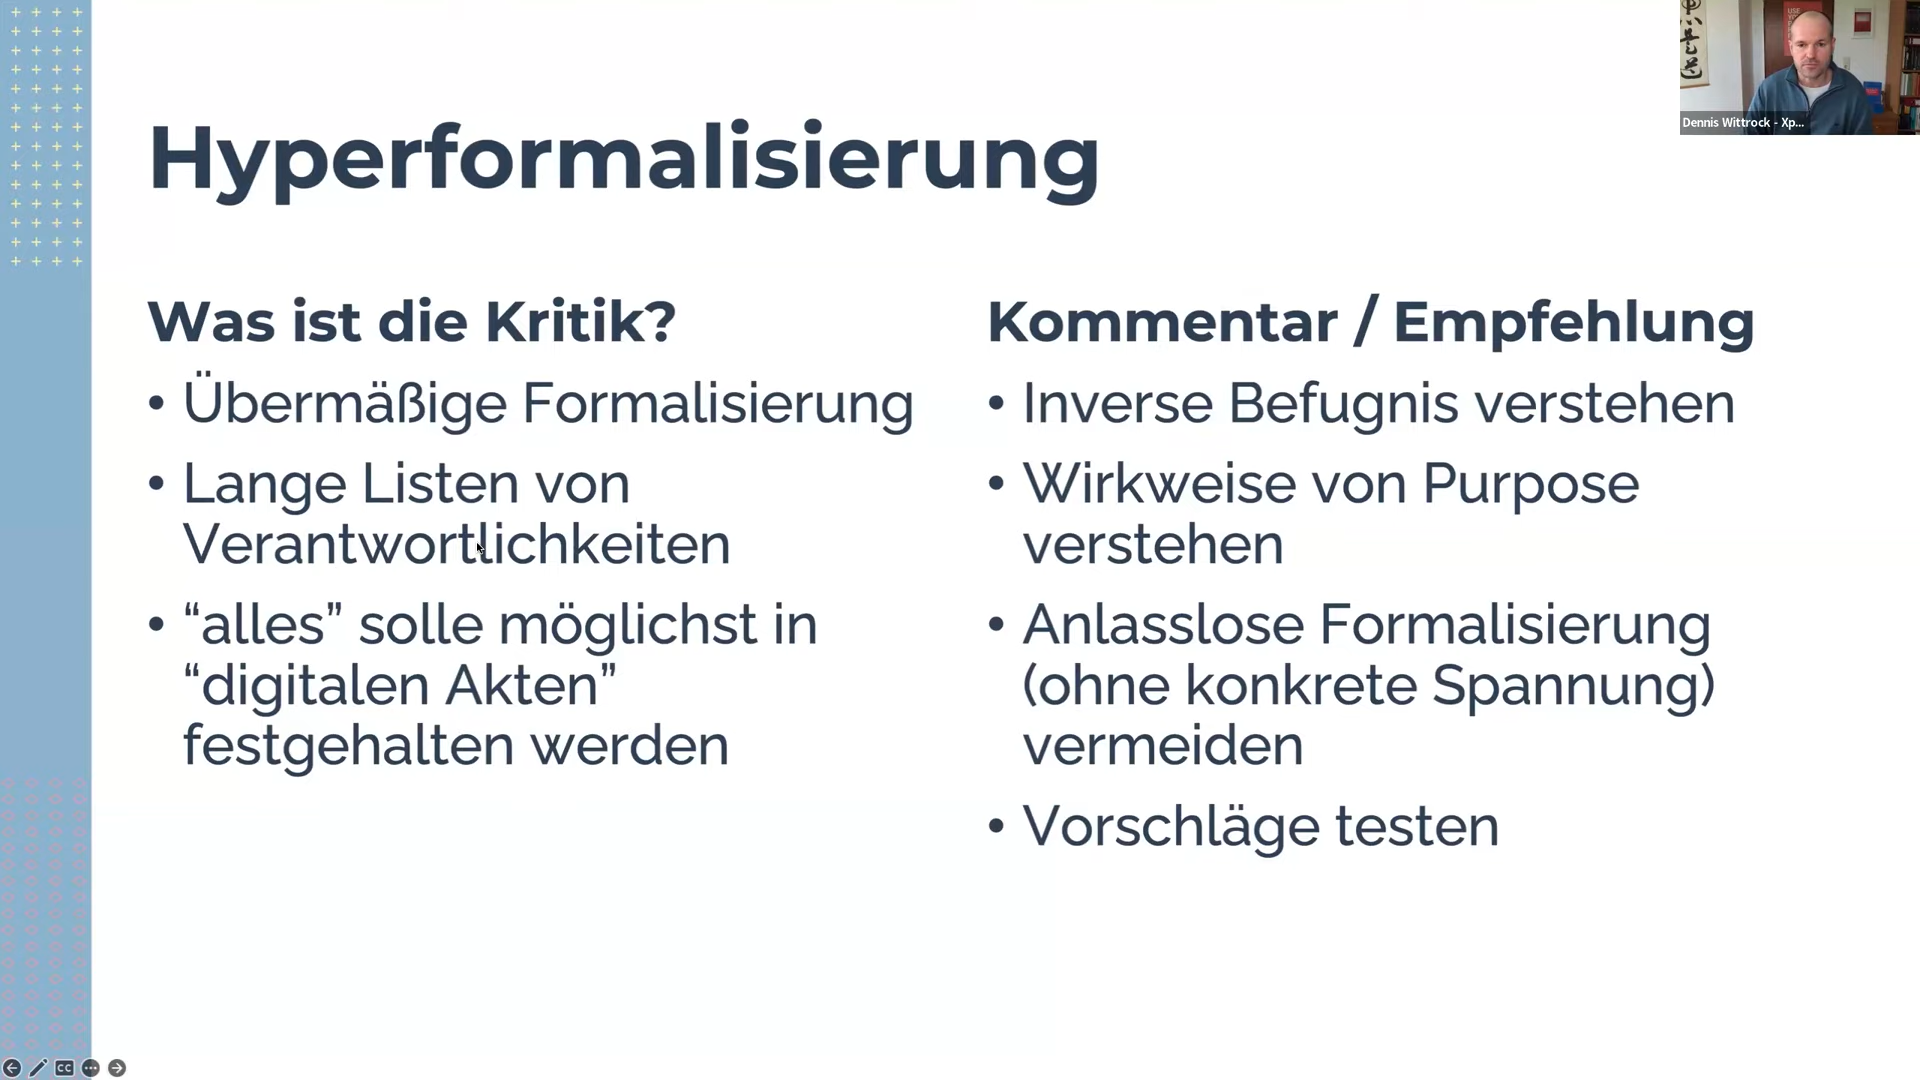 Hyperformalisierung
Was ist die Kritik?
• Übermäßige Formalisierung
• Lange Listen von
Verantwortlichkeiten
• “alles” solle möglichst in
“digitalen Akten”
festgehalten werden
Kommentar / Empfehlung
• Inverse Befugnis verstehen
• Wirkweise von Purpose
verstehen
• Anlasslose Formalisierung
(ohne konkrete Spannung)
vermeiden
• Vorschläge testen
Dennis Wittrock - Xp...
CC